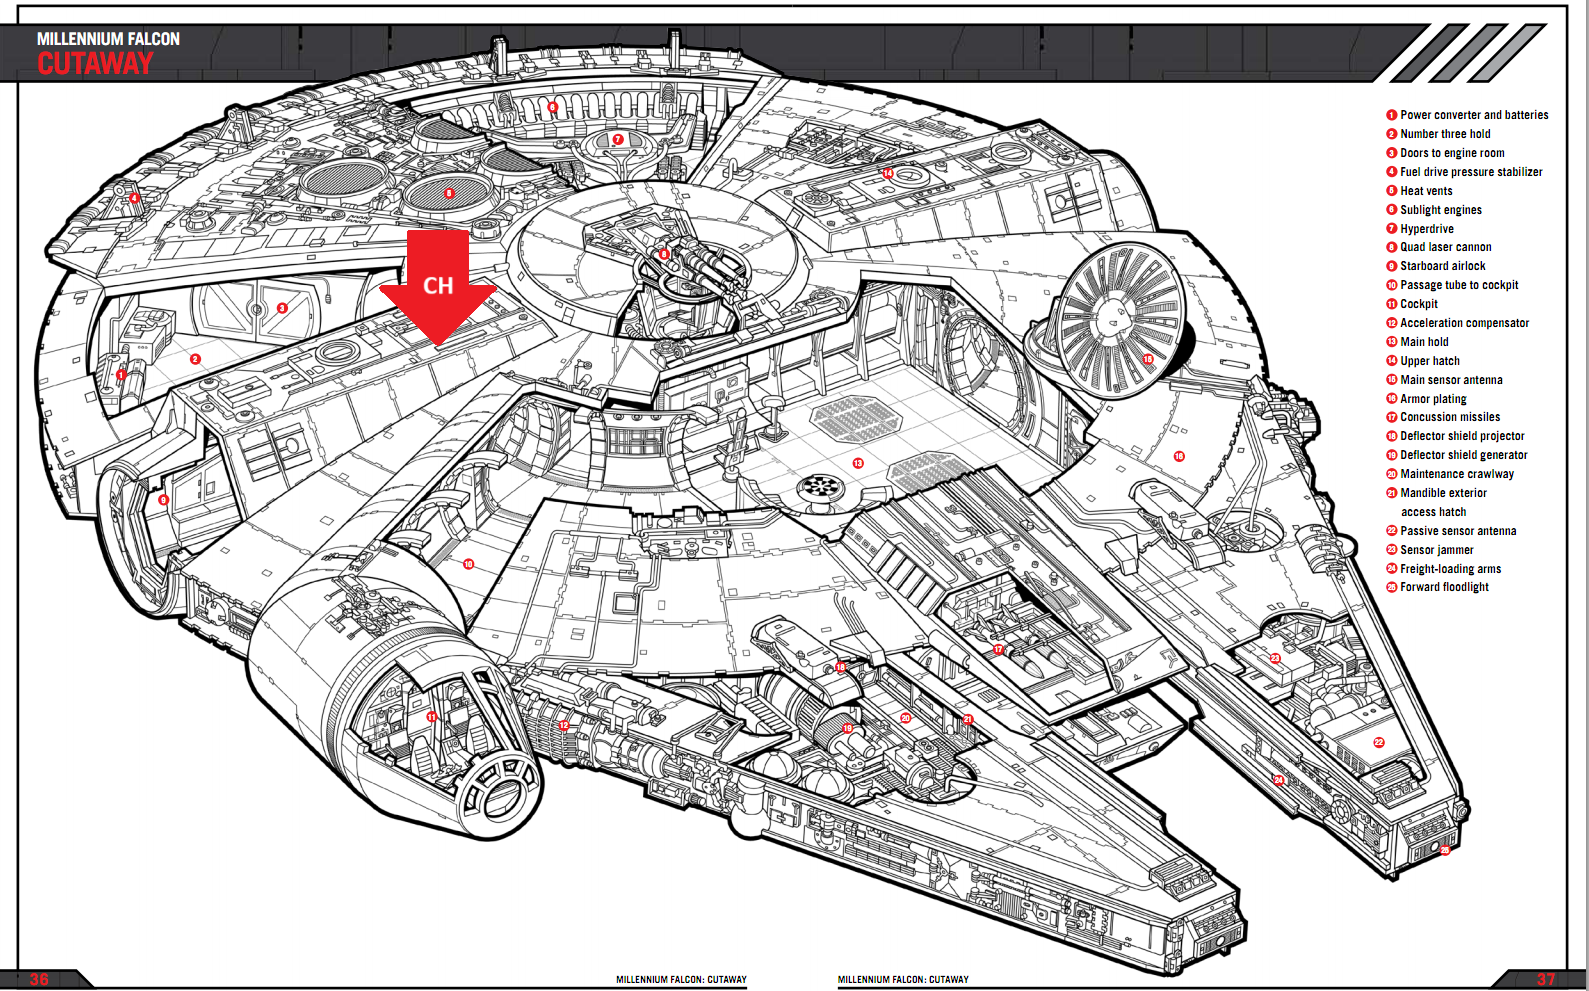 MILLENNIUM FALCON
CUTAWAY
1 Power converter and batteries
2 Number three hold
3 Doors to engine room
4 Fuel drive pressure stabilizer
5 Heat vents
6 Sublight engines
7 Hyperdrive
8 Quad laser cannon
9 Starboard airlock
10 Passage tube to cockpit
11 Cockpit
12 Acceleration compensator
13 Main hold
14 Upper hatch
15 Main sensor antenna
16 Armor plating
17 Concussion missiles
18 Deflector shield projector
19 Deflector shield generator
20 Maintenance crawlway
21 Mandible exterior
access hatch
22 Passive sensor antenna
23 Sensor jammer
24 Freight-loading arms
25 Forward floodlight
6
7
14
5
4
8
CH
3
2
15
1
13
16
9
10
17
23
18
11
20
21
12
19
22
24
25
36
MILLENNIUM FALCON: CUTAWAY
MILLENNIUM FALCON: CUTAWAY
37